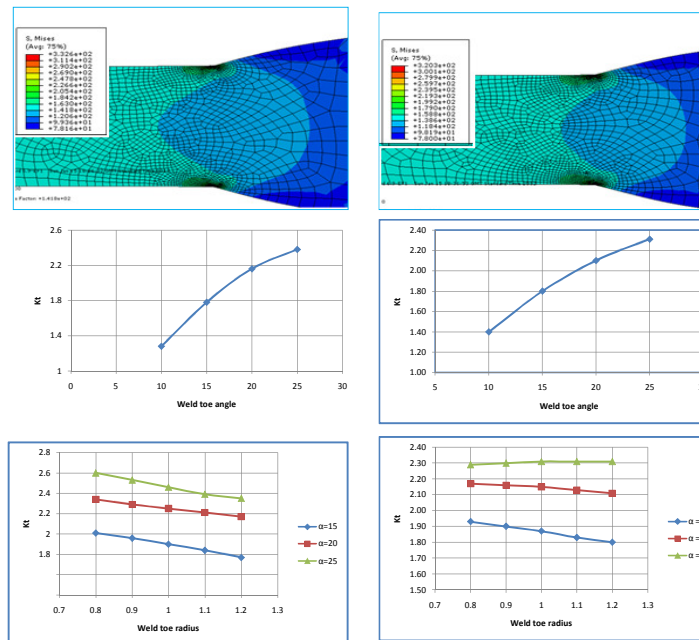 S, Mises
(Avg: 75%)
+3.326e+02
+3.114e+02
+2.902e+02
+2.690e+02
+2.478e+02
+2.266e+02
+2.054e+02
+1.842e+02
+1.630e+02
+1.418e+02
+1.206e+02
+9.936e+01
+7.816e+01
S, Mises
(Avg: 75%)
+3.203e+02
+3.001e+02
+2.799e+02
+2.597e+02
+2.395e+02
+2.193e+02
+1.992e+02
+1.790e+02
+1.588e+02
+1.386e+02
+1.184e+02
+9.819e+01
+7.800e+01
2.6
2.2
1.8
1.4
1
Kt
0 5 10 15 20 25 30
Weld toe angle
2.40
2.20
2.00
1.80
1.60
1.40
1.20
1.00
Kt
5 10 15 20 25
Weld toe angle
2.8
2.6
2.4
2.2
2
1.8
Kt
0.7 0.8 0.9 1 1.1 1.2 1.3
Weld toe radius
α=15
α=20
α=25
2.40
2.30
2.20
2.10
2.00
1.90
1.80
1.70
1.60
1.50
Kt
0.7 0.8 0.9 1 1.1 1.2 1.3
Weld toe radius
α =
α =
α =